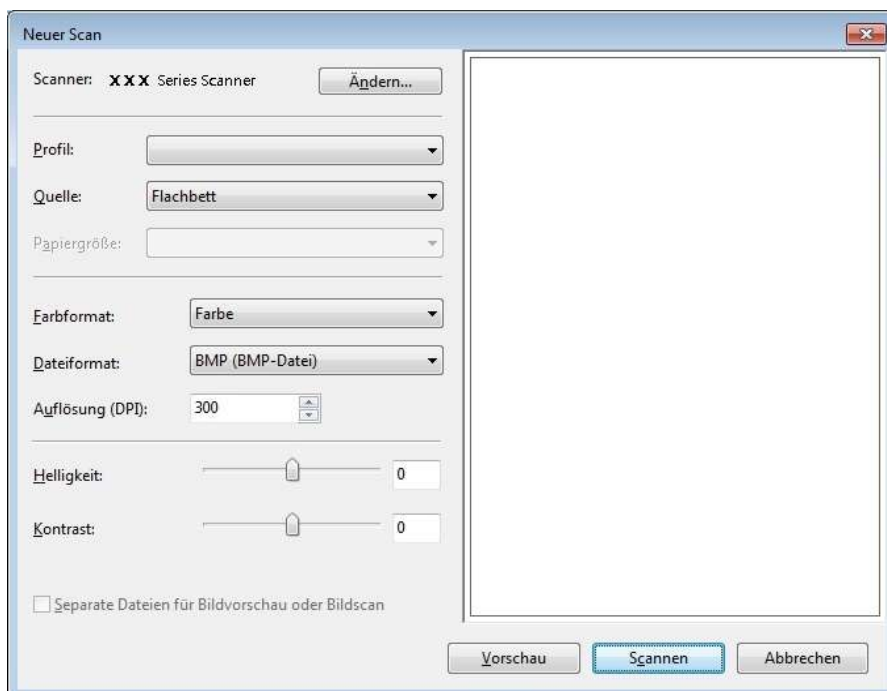 Neuer Scan
Scanner: XXX Series Scanner Ändern...
Profil:
Quelle: Flachbett
Papiergröße:
Farbformat: Farbe
Dateiformat: BMP (BMP-Datei)
Auflösung (DPI): 300
Helligkeit: 0
Kontrast: 0
Separate Dateien für Bildvorschau oder Bildscan
Vorschau Scannen Abbrechen